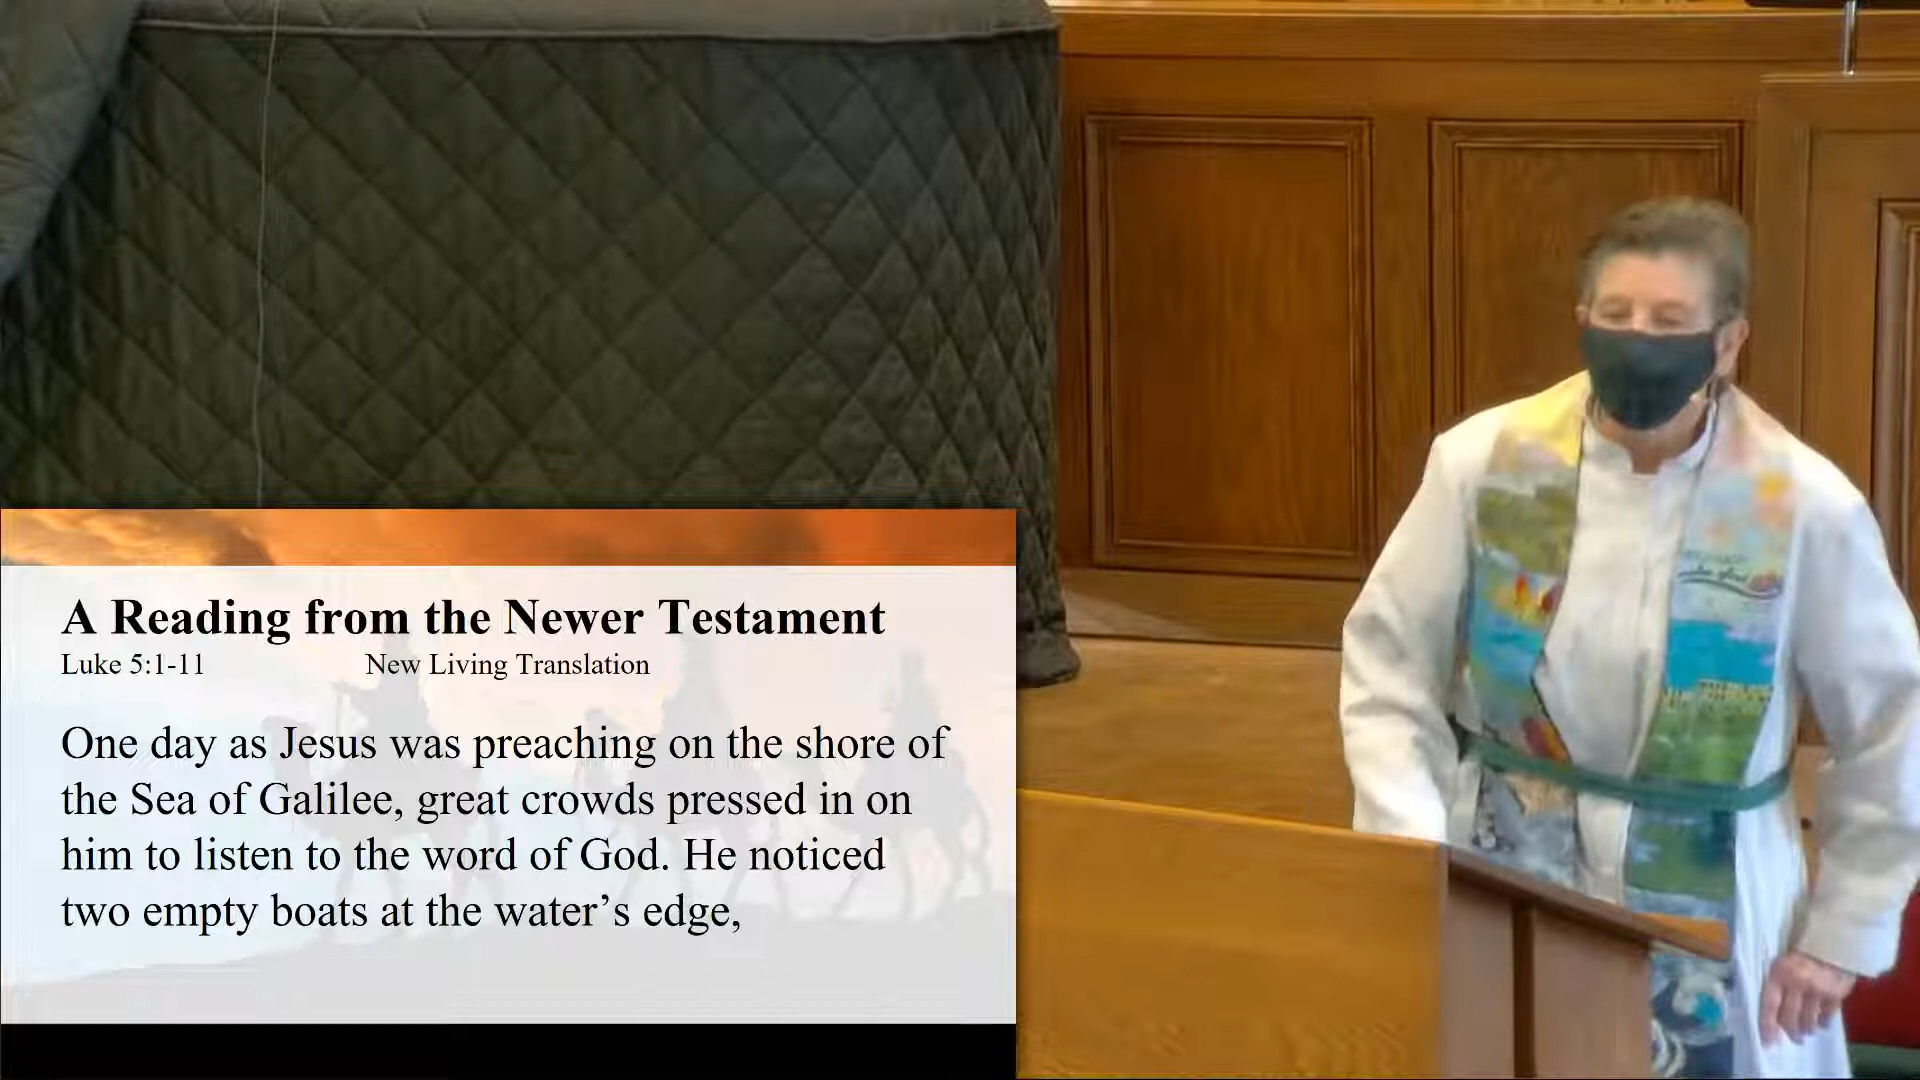 A Reading from the Newer Testament
Luke 5:1-11 New Living Translation
One day as Jesus was preaching on the shore of
the Sea of Galilee, great crowds pressed in on
him to listen to the word of God. He noticed
two empty boats at the water’s edge,